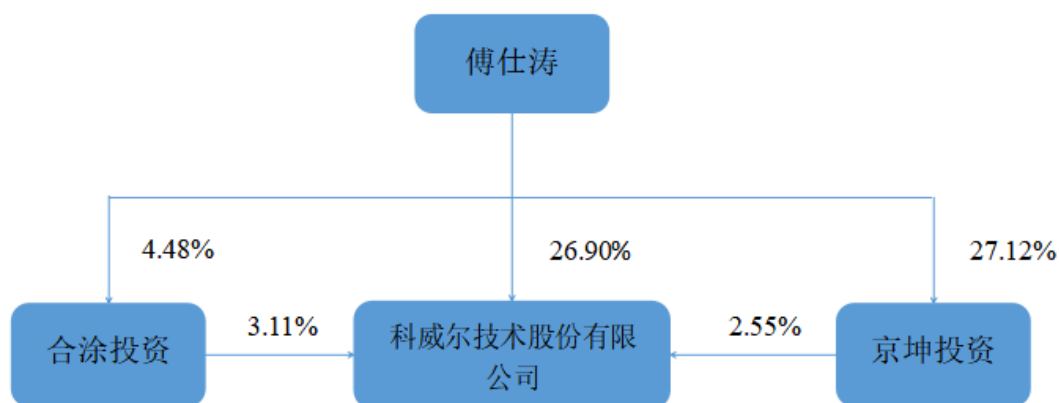 傅仕涛
4.48%
26.90%
27.12%
合涂投资
3.11%
科威尔技术股份有限
公司
2.55%
京坤投资